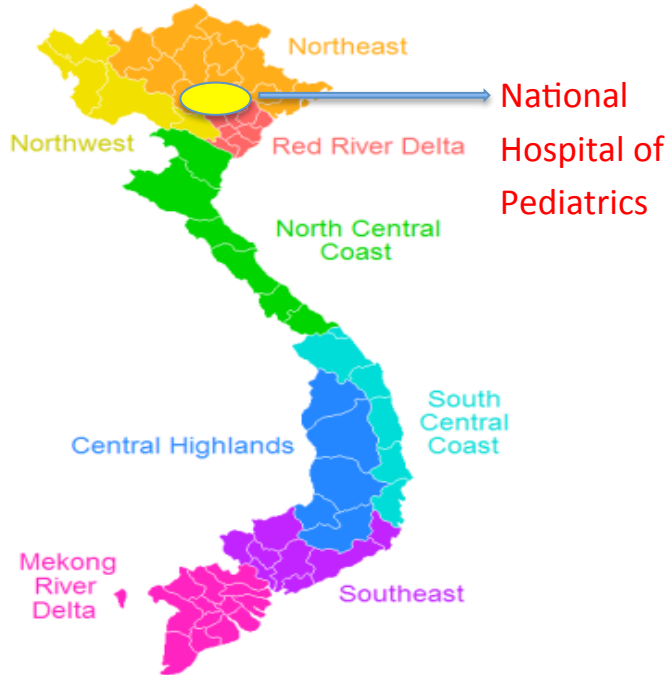 Northeast
National
Hospital of
Pediatrics
Northwest
Red River Delta
North Central
Coast
South
Central
Coast
Central Highlands
Mekong
River
Delta
Southeast